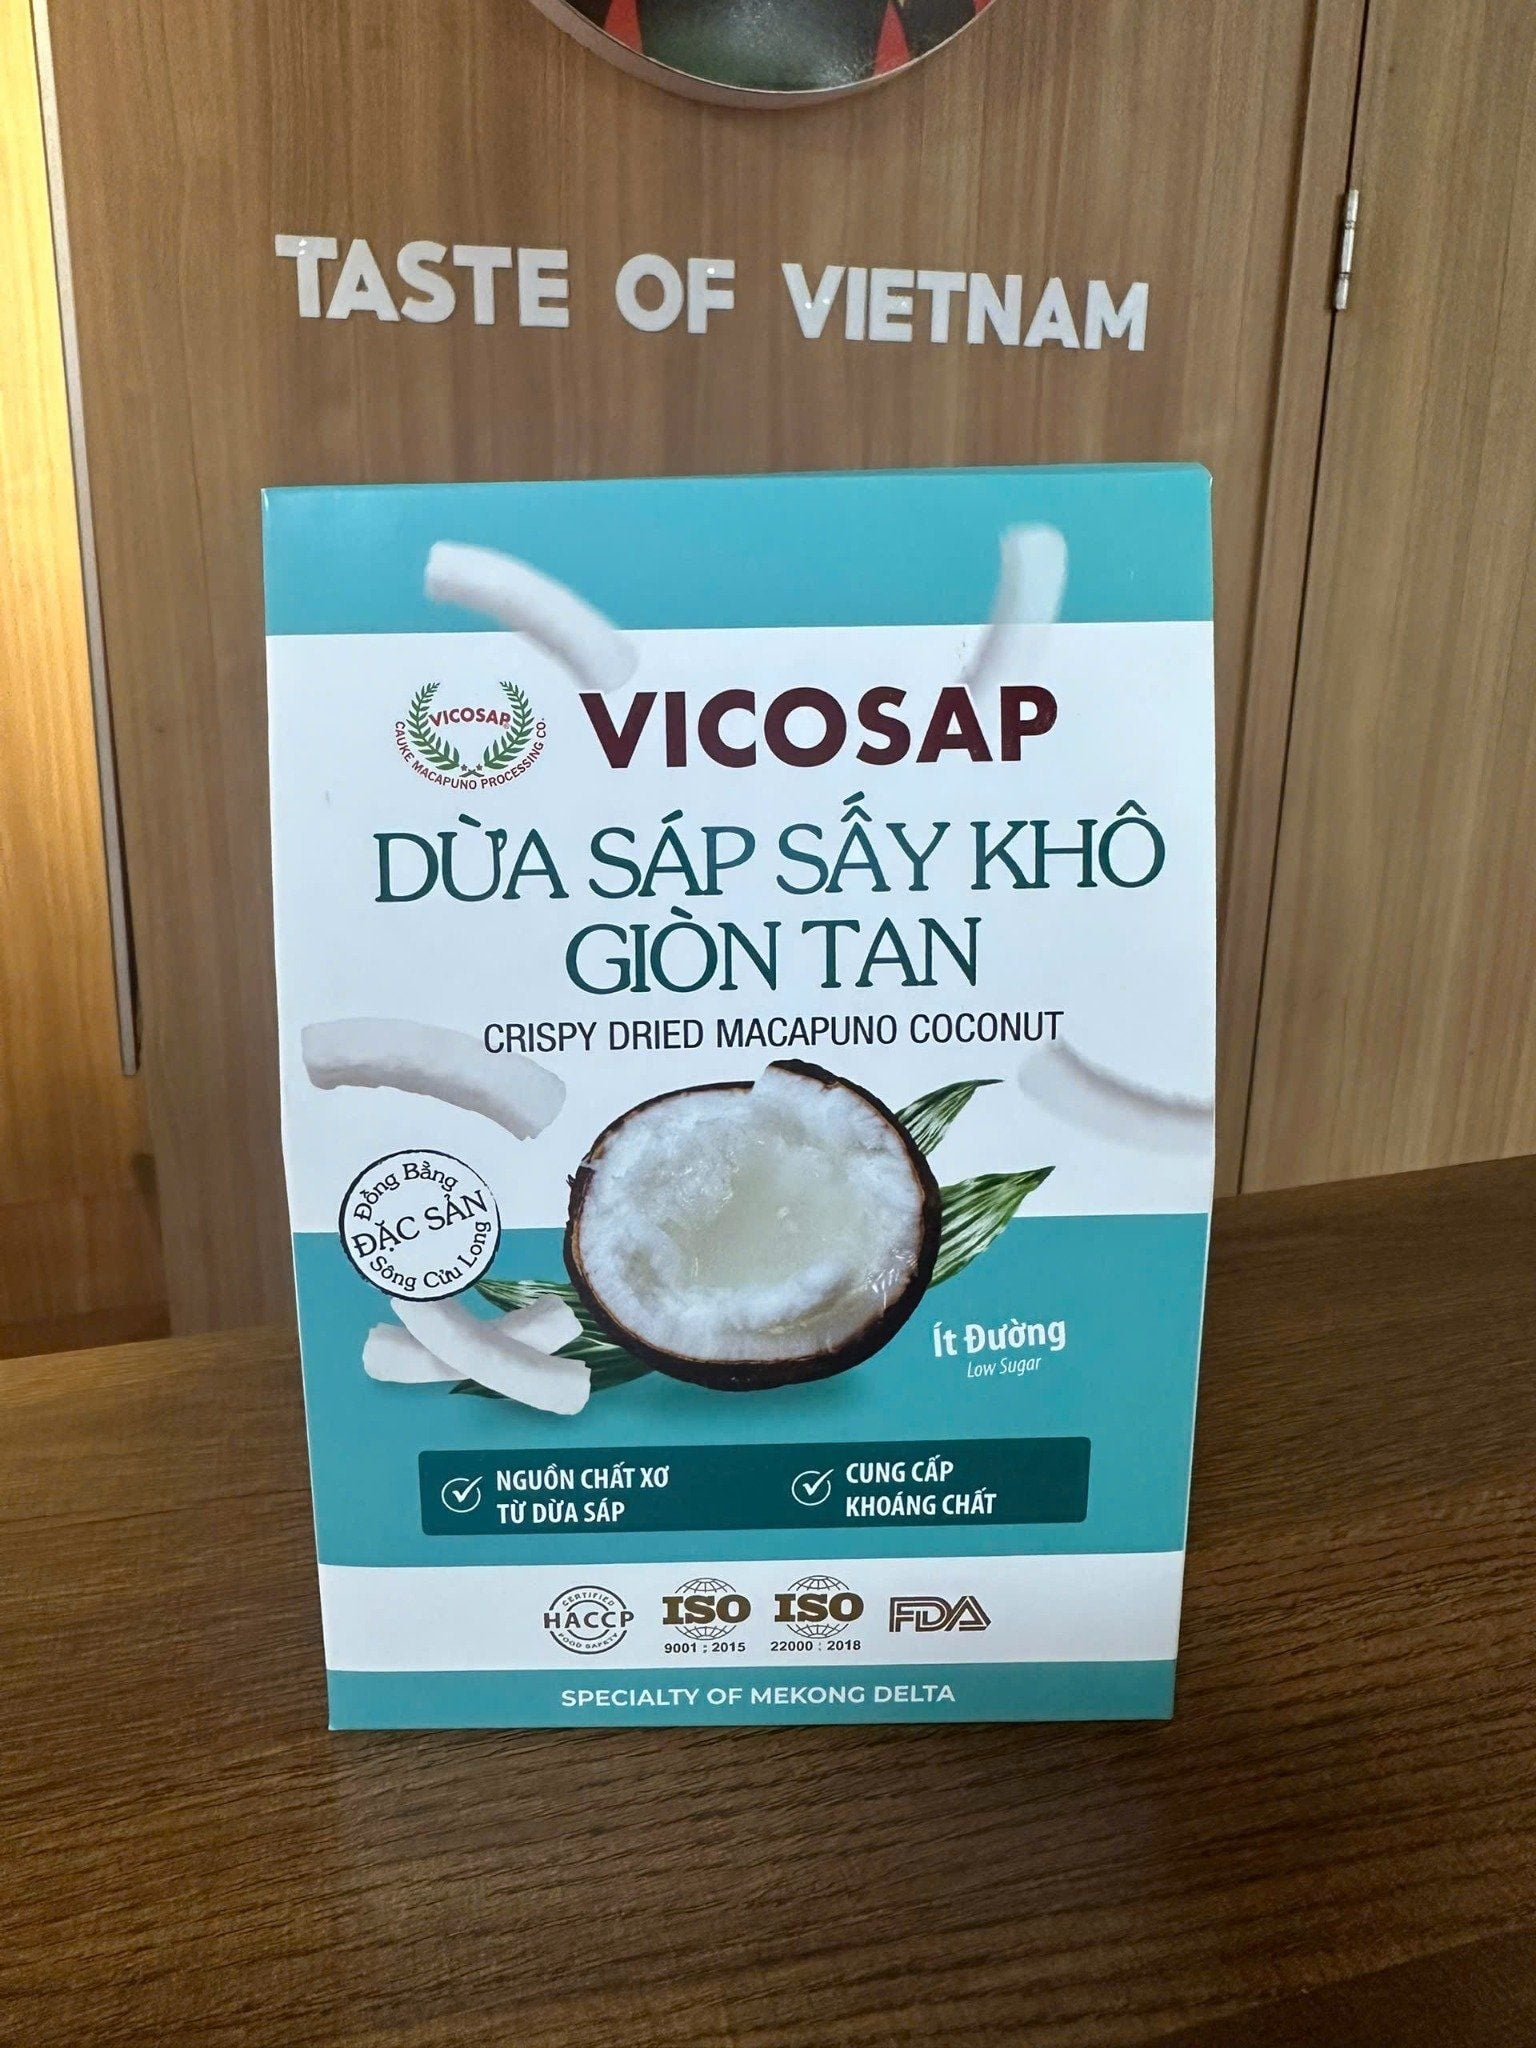 TASTE OF VIETNAM
VICOSAP®
CAUKE MACAPUNO PROCESSING CO.
VICOSAP
DỪA SÁP SẤY KHÔ
GIÒN TAN
CRISPY DRIED MACAPUNO COCONUT
Đồng Bằng
ĐẶC SẢN
Sông Cửu Long
Ít Đường
Low Sugar
NGUỒN CHẤT XƠ
TỪ DỪA SÁP
CUNG CẤP
KHOÁNG CHẤT
CERTIFIED
HACCP
FOOD SAFETY
ISO
9001 : 2015
ISO
22000 : 2018
FDA
SPECIALTY OF MEKONG DELTA